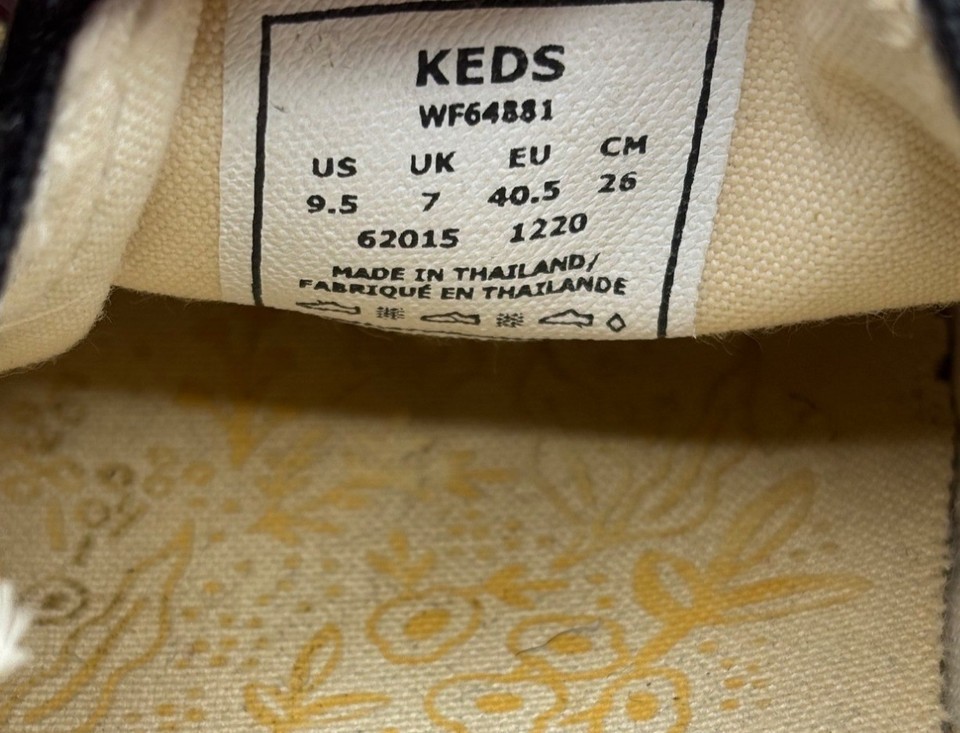 KEDS
WF64881
US UK EU CM
9.5 7 40.5 26
62015 1220
MADE IN THAILAND/
FABRIQUÉ EN THAILANDE